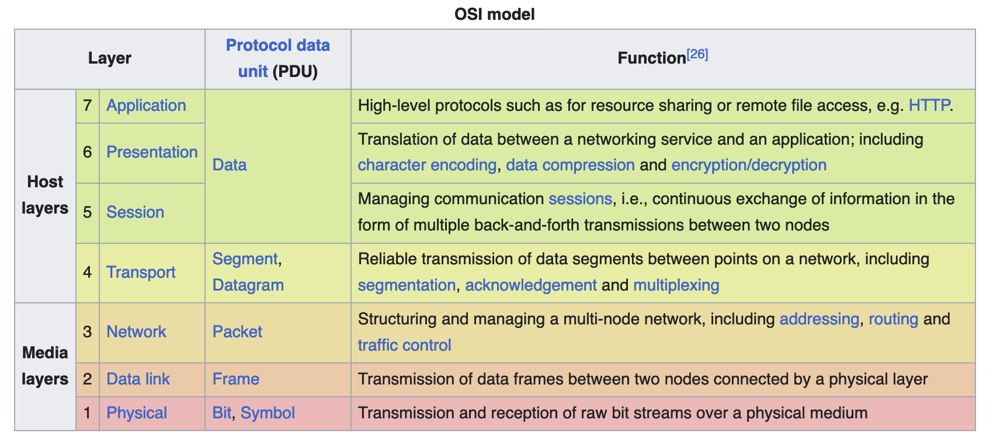 OSI model
Layer
Protocol data
unit (PDU)
Function[26]
Host
layers
7
Application
Data
High-level protocols such as for resource sharing or remote file access, e.g. HTTP.
6
Presentation
Translation of data between a networking service and an application; including
character encoding, data compression and encryption/decryption
5
Session
Managing communication sessions, i.e., continuous exchange of information in the
form of multiple back-and-forth transmissions between two nodes
4
Transport
Segment,
Datagram
Reliable transmission of data segments between points on a network, including
segmentation, acknowledgement and multiplexing
Media
layers
3
Network
Packet
Structuring and managing a multi-node network, including addressing, routing and
traffic control
2
Data link
Frame
Transmission of data frames between two nodes connected by a physical layer
1
Physical
Bit, Symbol
Transmission and reception of raw bit streams over a physical medium